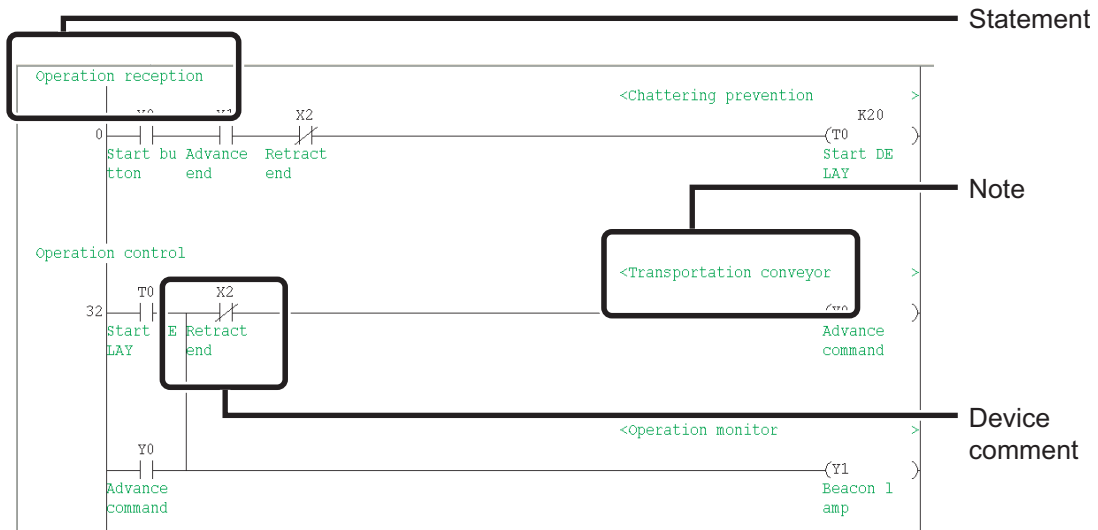 Statement
Operation reception
<Chattering prevention >
X2 K20
0 (T0 )
Start bu Advance Retract Start DE
tton end end LAY
Note
Operation control
<Transportation conveyor >
T0 X2
32 )
Start E Retract Advance
LAY end command
Device
comment
<Operation monitor >
Y0
(Y1 )
Advance Beacon l
command amp